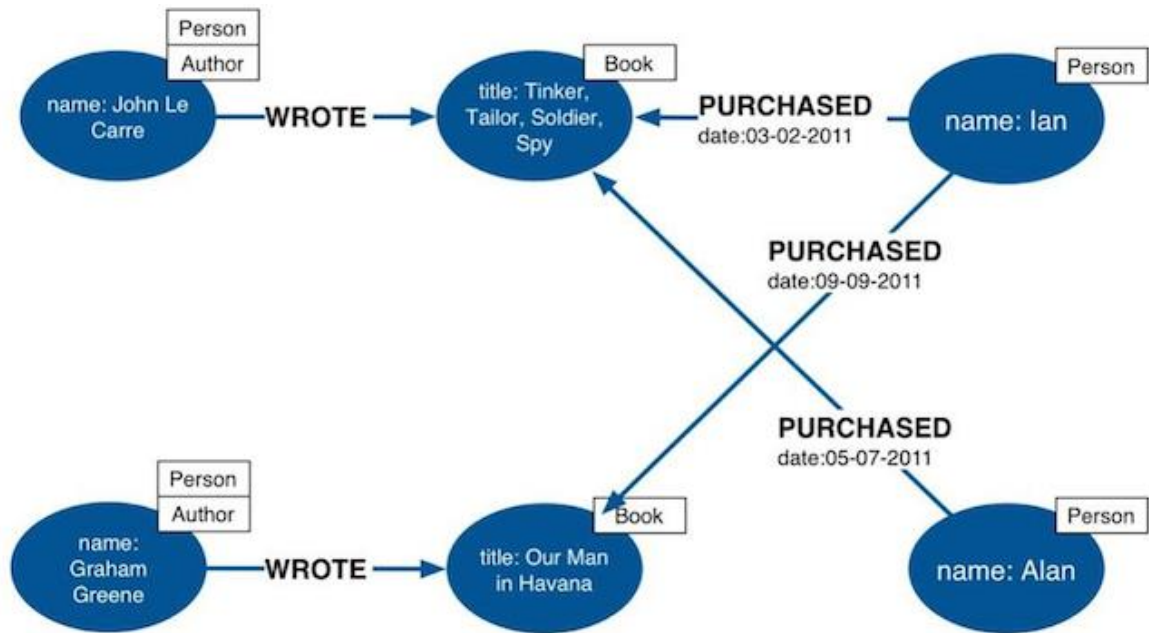 Person
Author
name: John Le
Carre
WROTE
Book
title: Tinker,
Tailor, Soldier,
Spy
PURCHASED
date:03-02-2011
Person
name: Ian
PURCHASED
date:09-09-2011
PURCHASED
date:05-07-2011
Person
Author
name:
Graham
Greene
WROTE
Book
title: Our Man
in Havana
Person
name: Alan